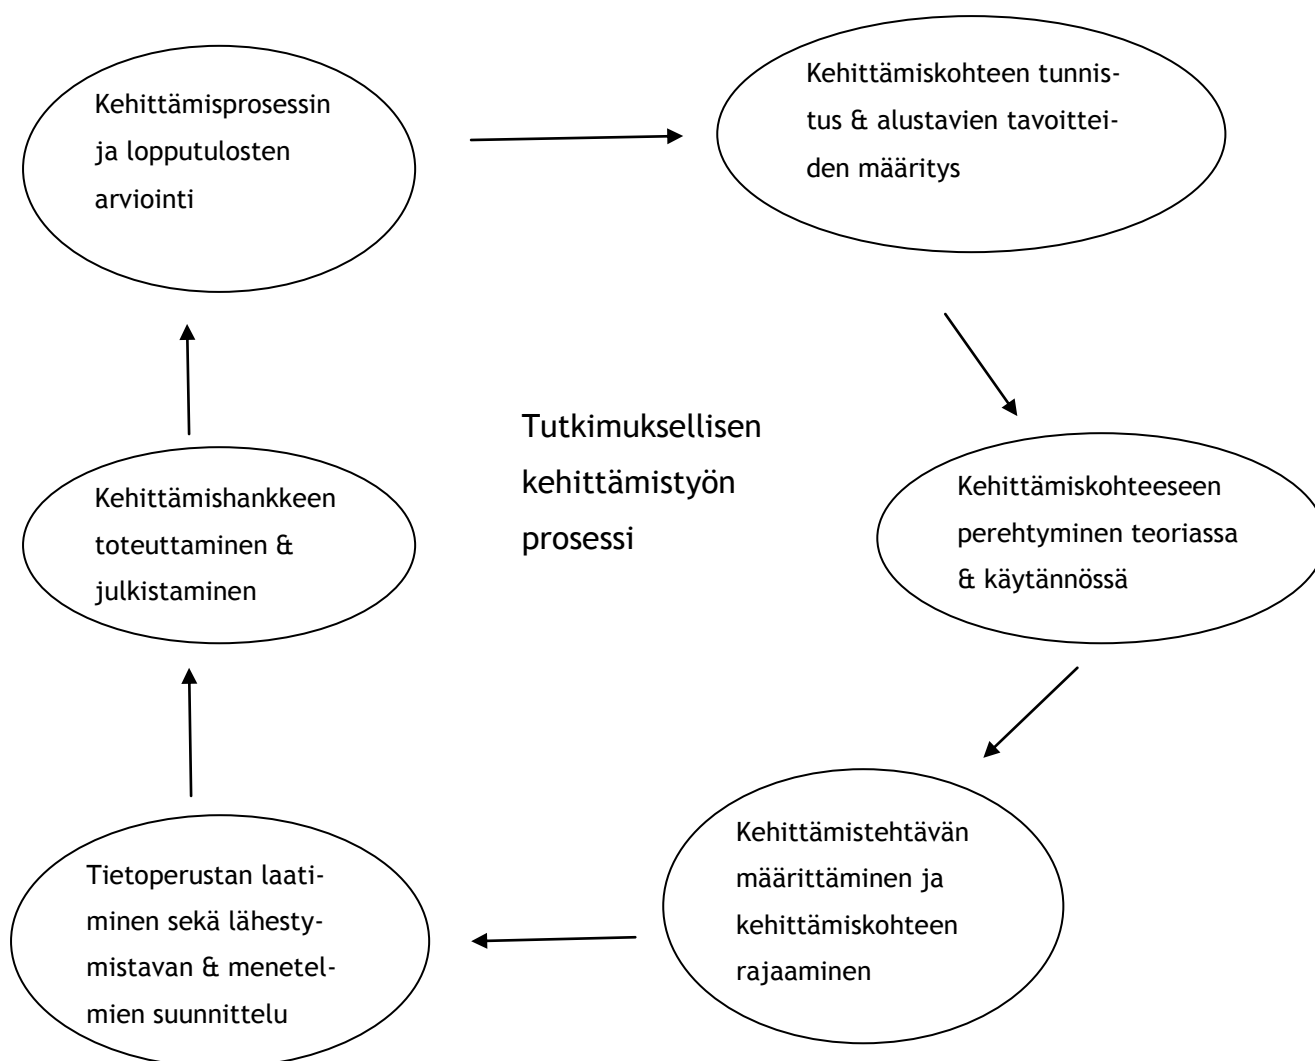 Kehittämisprosessin
ja lopputulosten
arviointi
Kehittämiskohteen tunnis-
tus & alustavien tavoittei-
den määritys
Tutkimuksellisen
kehittämistyön
prosessi
Kehittämishankkeen
toteuttaminen &
julkistaminen
Kehittämiskohteeseen
perehtyminen teoriassa
& käytännössä
Tietoperustan laati-
minen sekä lähesty-
mistavan & menetel-
mien suunnittelu
Kehittämistehtävän
määrittäminen ja
kehittämiskohteen
rajaaminen